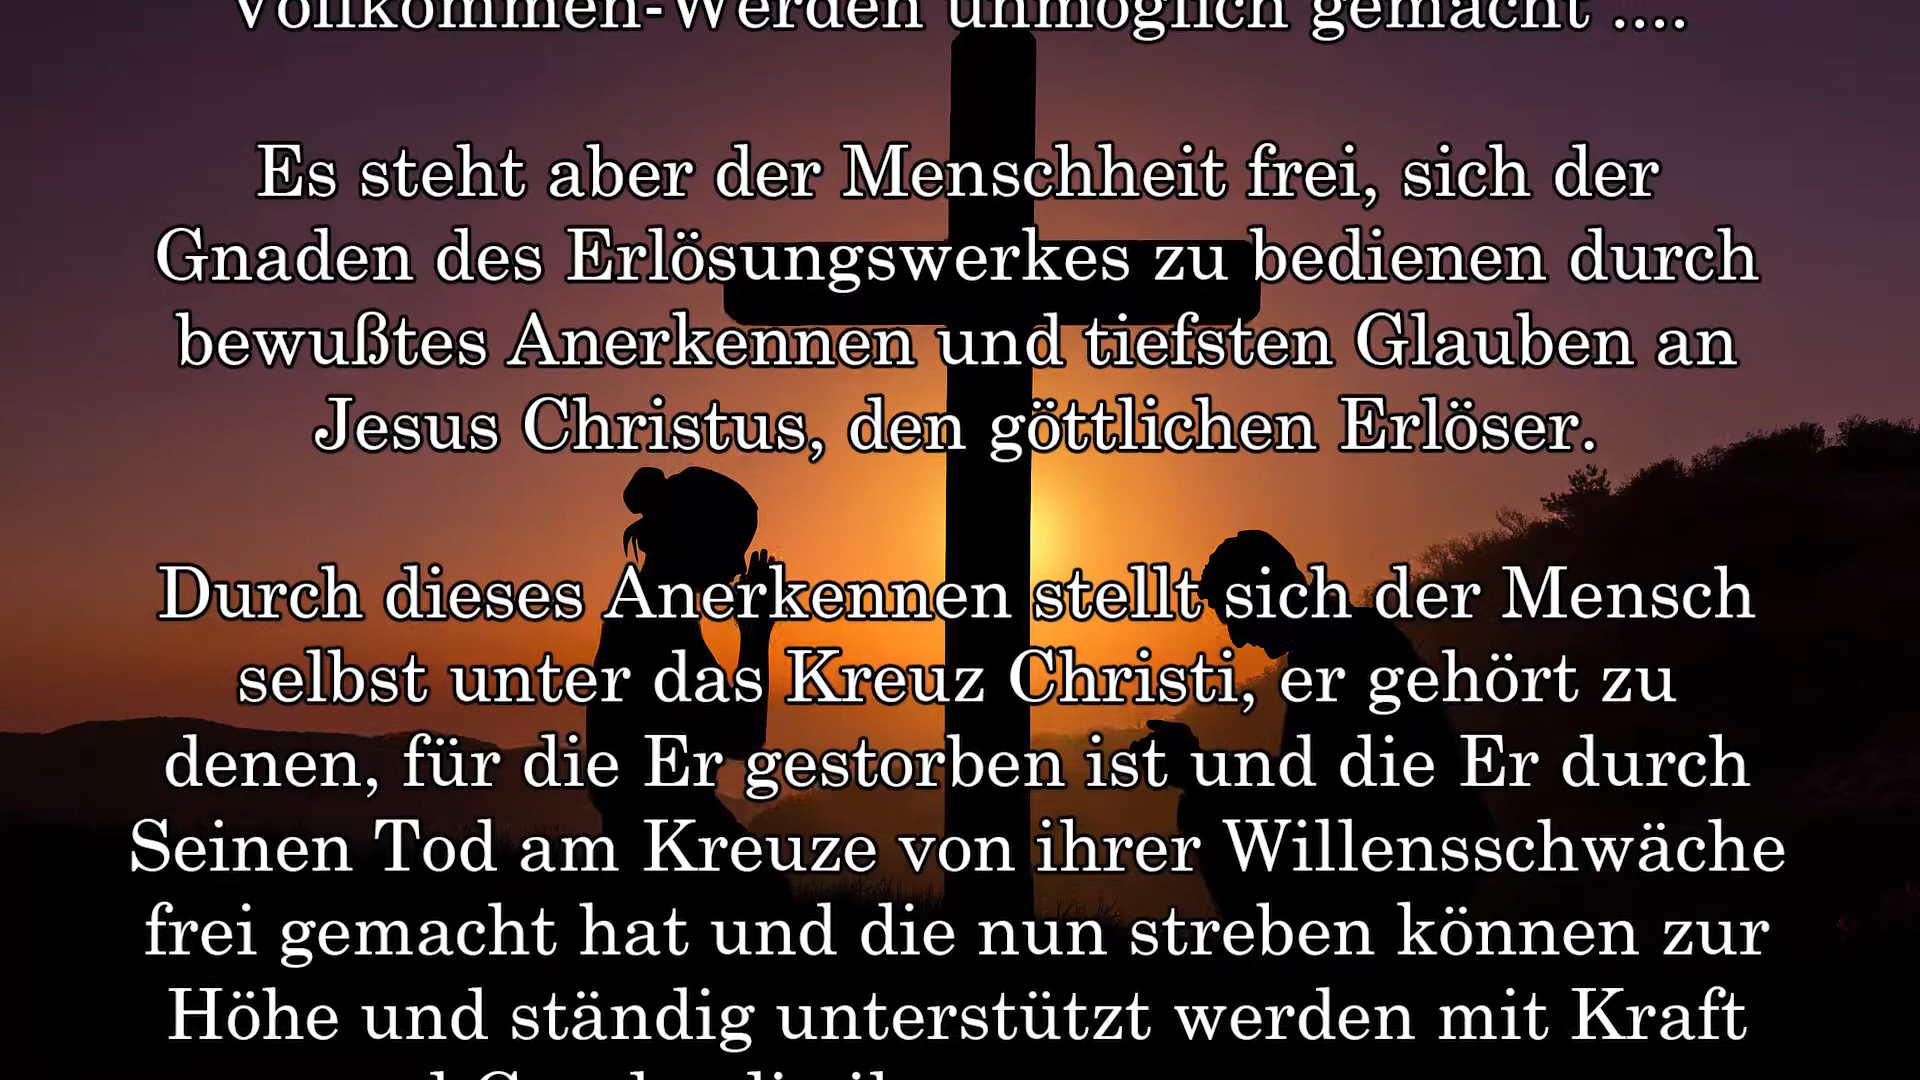 Vollkommen-Werden unmöglich gemacht ....
Es steht aber der Menschheit frei, sich der
Gnaden des Erlösungswerkes zu bedienen durch
bewußtes Anerkennen und tiefsten Glauben an
Jesus Christus, den göttlichen Erlöser.
Durch dieses Anerkennen stellt sich der Mensch
selbst unter das Kreuz Christi, er gehört zu
denen, für die Er gestorben ist und die Er durch
Seinen Tod am Kreuze von ihrer Willensschwäche
frei gemacht hat und die nun streben können zur
Höhe und ständig unterstützt werden mit Kraft